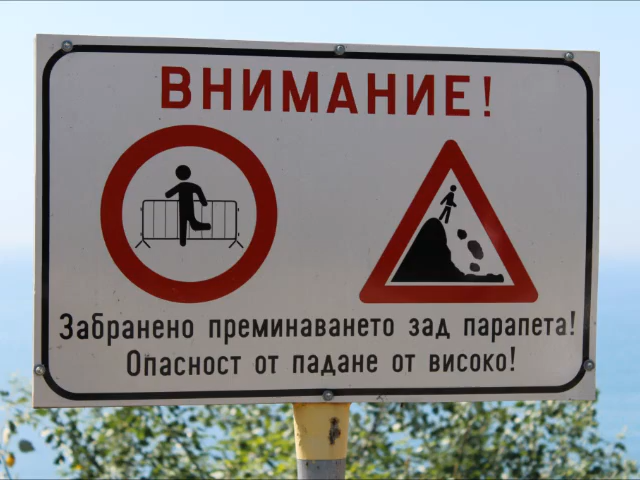 ВНИМАНИЕ!
Забранено преминаването зад парапета!
Опасност от падане от високо!